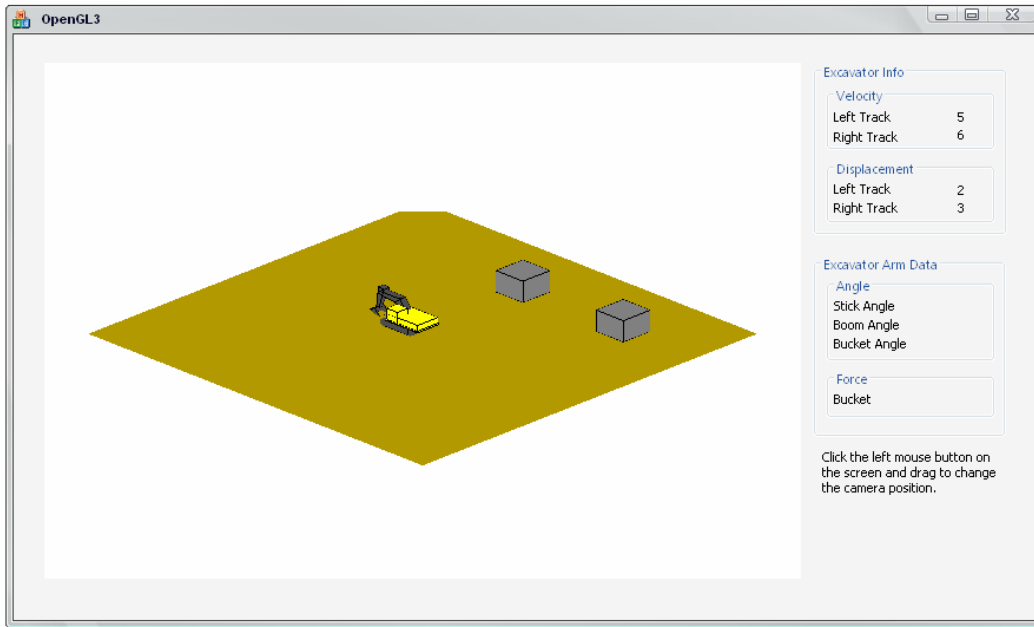 OpenGL3
Excavator Info
Velocity
Left Track 5
Right Track 6
Displacement
Left Track 2
Right Track 3
Excavator Arm Data
Angle
Stick Angle
Boom Angle
Bucket Angle
Force
Bucket
Click the left mouse button on
the screen and drag to change
the camera position.